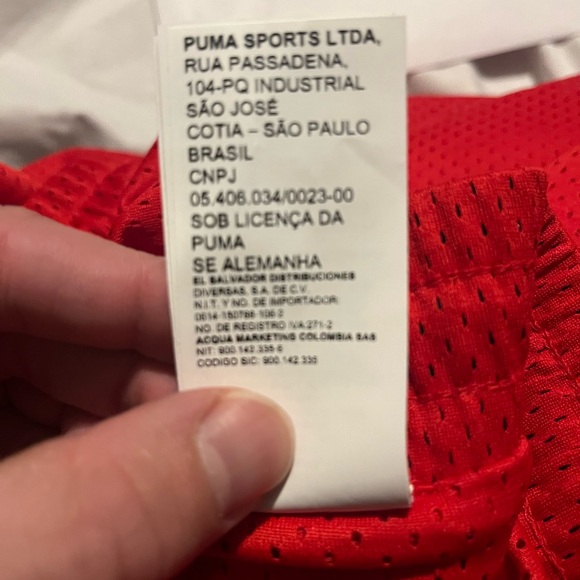 PUMA SPORTS LTDA,
RUA PASSADENA,
104-PQ INDUSTRIAL
SÃO JOSÉ
COTIA – SÃO PAULO
BRASIL
CNPJ
05.406.034/0023-00
SOB LICENÇA DA
PUMA
SE ALEMANHA
EL SALVADOR DISTRIBUCIONES
DIVERSAS, S.A. DE C.V.
N.I.T. Y NO. DE IMPORTADOR:
0614-150786-100-2
NO. DE REGISTRO IVA:271-2
ACQUA MARKETING COLOMBIA SAS
NIT: 900.142.335-6
CODIGO SIC: 900.142.335